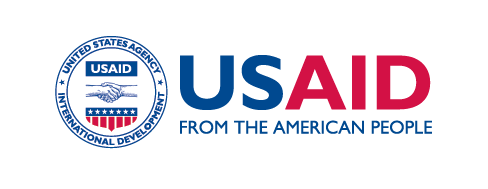 UNITED STATES AGENCY
USAID
INTERNATIONAL DEVELOPMENT
USAID
FROM THE AMERICAN PEOPLE